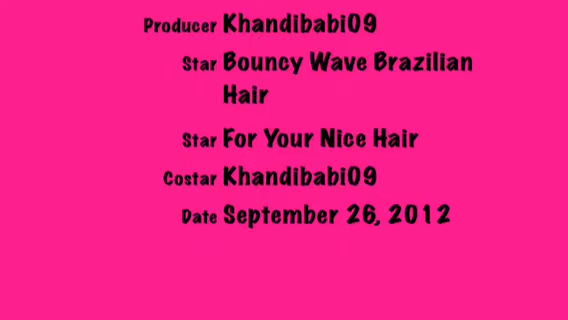 Producer Khandibabi09
Star Bouncy Wave Brazilian
Hair
Star For Your Nice Hair
Costar Khandibabi09
Date September 26, 2012